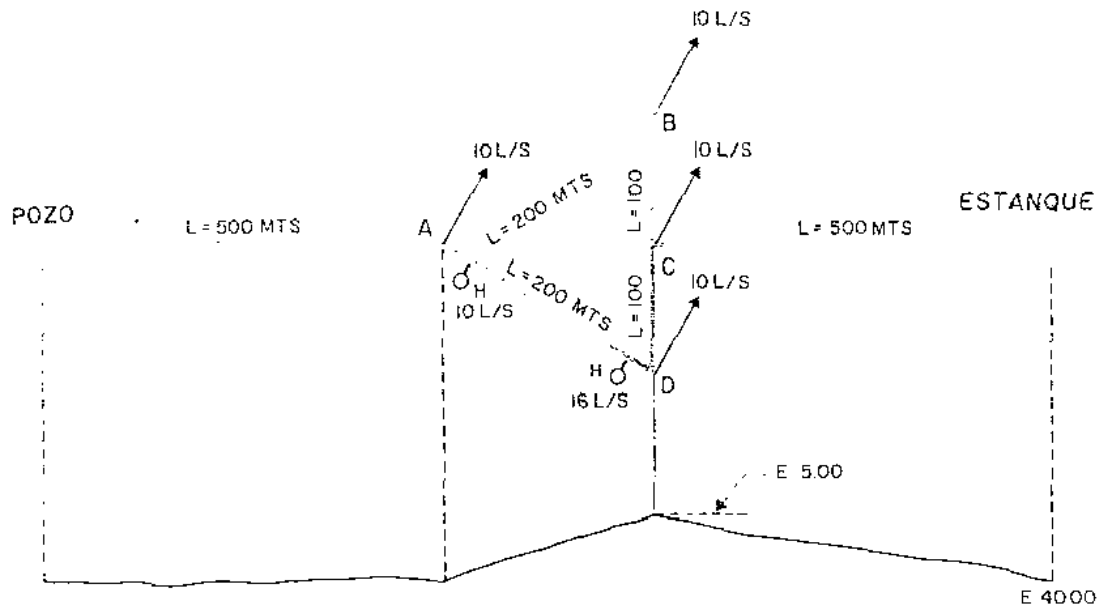 10 L/S
B
10 L/S
10 L/S
POZO
L = 500 MTS
A
L = 200 MTS
L = 100
L = 500 MTS
ESTANQUE
C
H
10 L/S
L = 200 MTS
L = 100
10 L/S
H
16 L/S
D
E 5.00
E 40.00